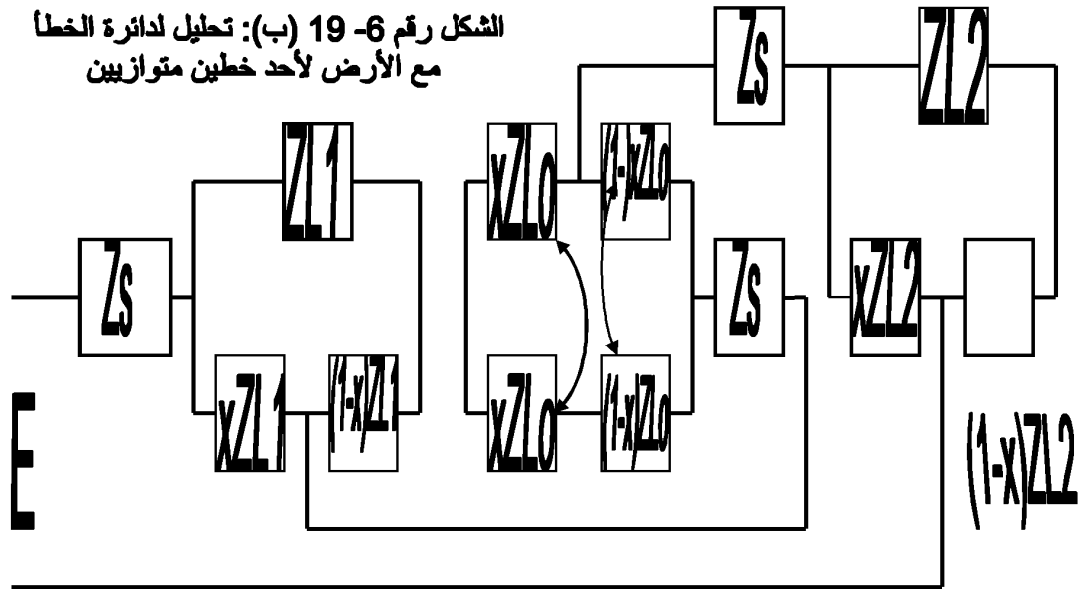 الشكل رقم 6- 19 (ب): تحليل لدائرة الخطأ
مع الأرض لأحد خطين متوازيين
Zs
ZL2
ZL1
xZLo
(1-)xZLo
Zs
Zs
xZL2
xZL1
(1-x)ZL1
xZLo
(1-x)ZLo
E
(1-x)ZL2